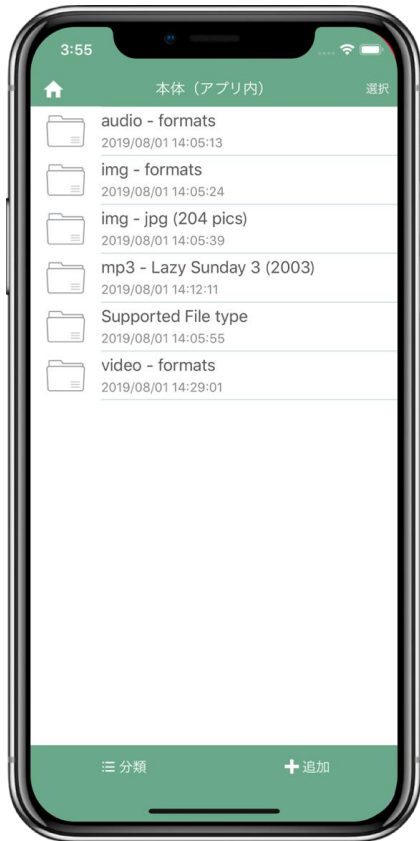 3:55
本体（アプリ内）
選択
audio - formats
2019/08/01 14:05:13
img - formats
2019/08/01 14:05:24
img - jpg (204 pics)
2019/08/01 14:05:39
mp3 - Lazy Sunday 3 (2003)
2019/08/01 14:12:11
Supported File type
2019/08/01 14:05:55
video - formats
2019/08/01 14:29:01
分類
追加